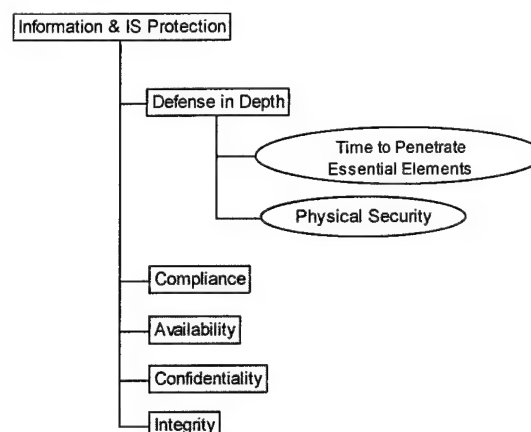 Information & IS Protection
Defense in Depth
Time to Penetrate
Essential Elements
Physical Security
Compliance
Availability
Confidentiality
Integrity